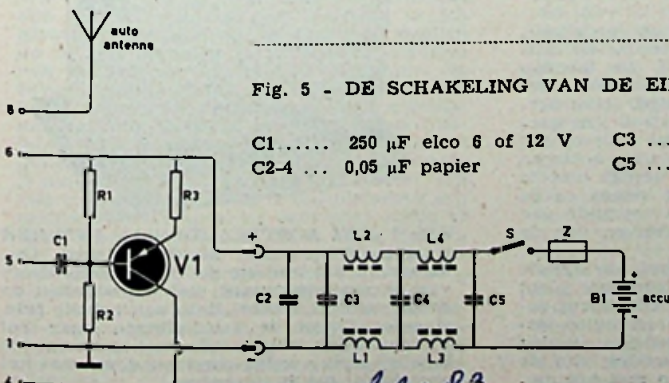 auto
antenne
8
Fig. 5 - DE SCHAKELING VAN DE EI
C1 ...... 250 µF elco 6 of 12 V C3 ...
C2-4 ... 0,05 µF papier C5 ...
6
R1
R3
C1
5
V1
R2
1
4
+
L2
L4
S
Z
C2
C3
C4
C5
B1
+
accu
-
L1
L3